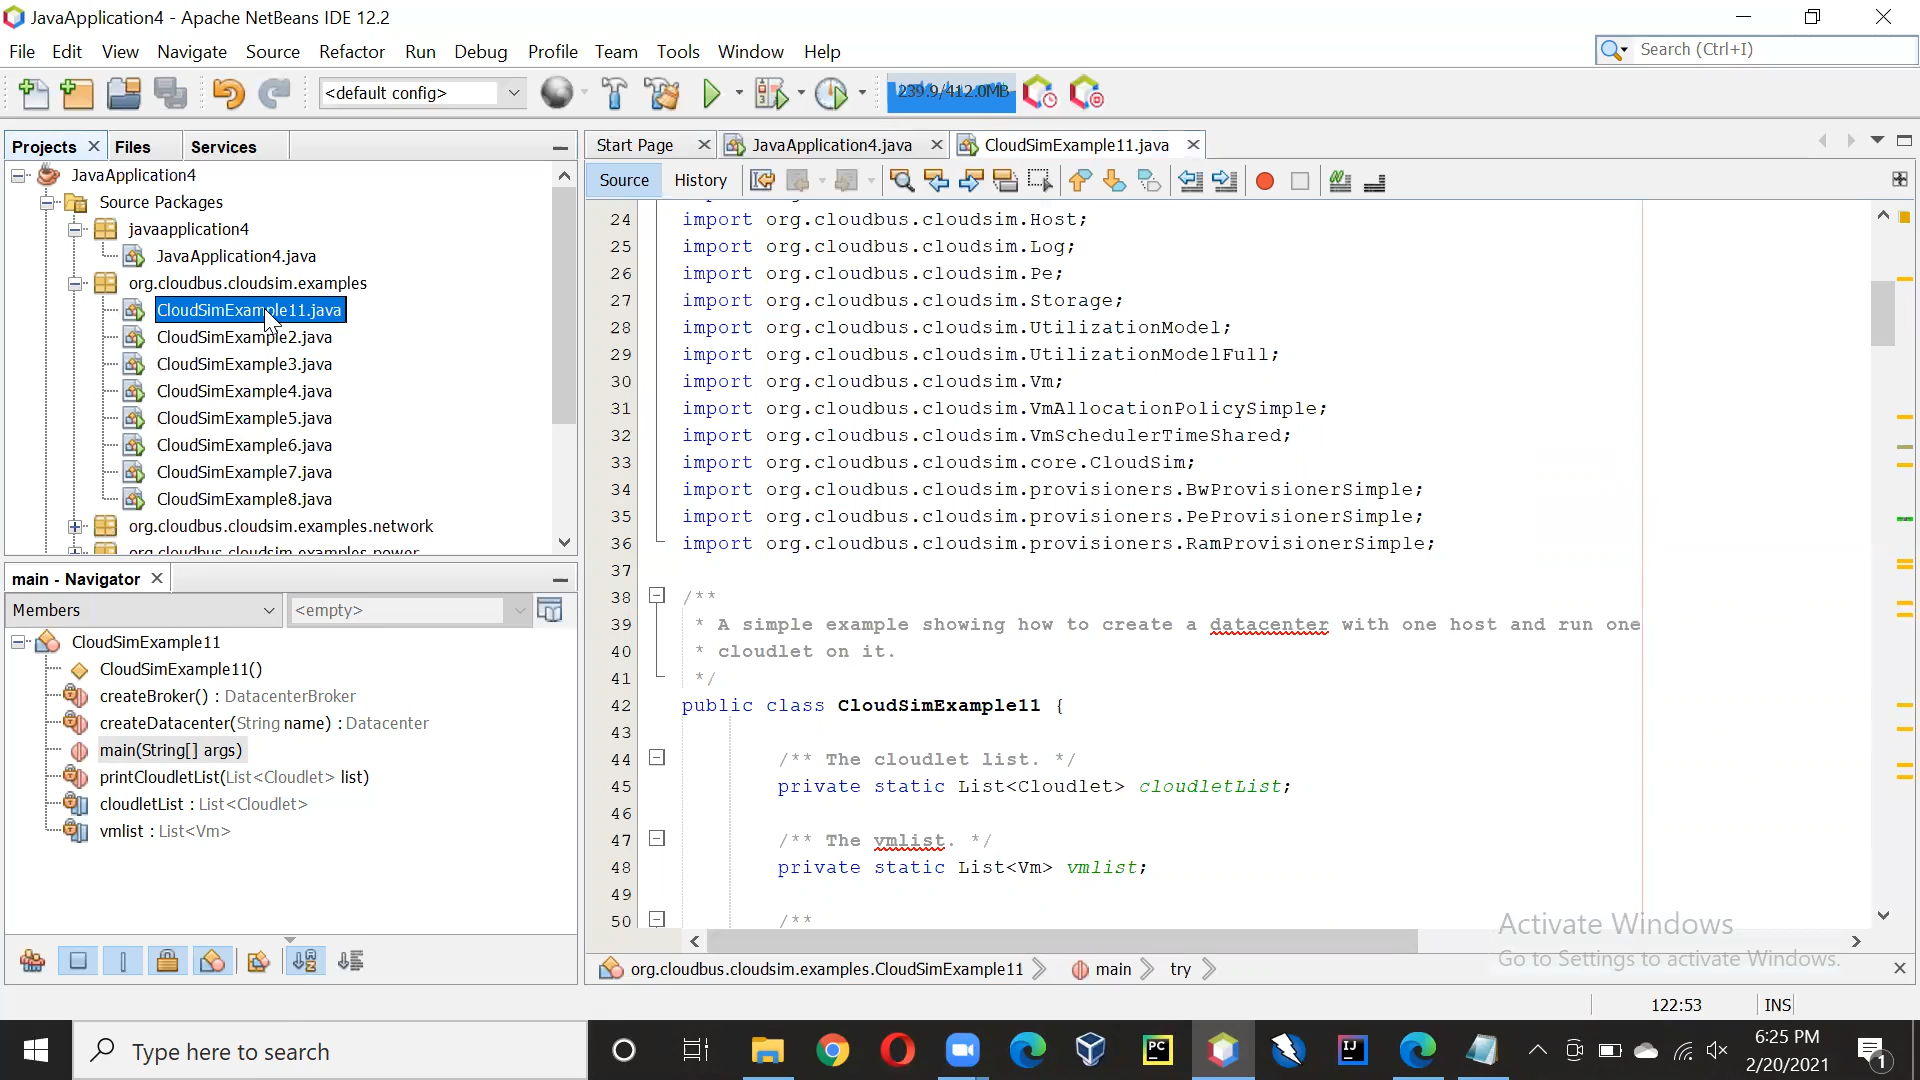 JavaApplication4 - Apache NetBeans IDE 12.2
File Edit View Navigate Source Refactor Run Debug Profile Team Tools Window Help
Search (Ctrl+I)
<default config>
239.9/412.0MB
Projects Files Services
JavaApplication4
Source Packages
javaapplication4
JavaApplication4.java
org.cloudbus.cloudsim.examples
CloudSimExample11.java
CloudSimExample2.java
CloudSimExample3.java
CloudSimExample4.java
CloudSimExample5.java
CloudSimExample6.java
CloudSimExample7.java
CloudSimExample8.java
org.cloudbus.cloudsim.examples.network
org.cloudbus.cloudsim.examples.power
main - Navigator
Members <empty>
CloudSimExample11
CloudSimExample11()
createBroker() : DatacenterBroker
createDatacenter(String name) : Datacenter
main(String[] args)
printCloudletList(List<Cloudlet> list)
cloudletList : List<Cloudlet>
vmlist : List<Vm>
Start Page JavaApplication4.java CloudSimExample11.java
Source History
24 import org.cloudbus.cloudsim.Host;
25 import org.cloudbus.cloudsim.Log;
26 import org.cloudbus.cloudsim.Pe;
27 import org.cloudbus.cloudsim.Storage;
28 import org.cloudbus.cloudsim.UtilizationModel;
29 import org.cloudbus.cloudsim.UtilizationModelFull;
30 import org.cloudbus.cloudsim.Vm;
31 import org.cloudbus.cloudsim.VmAllocationPolicySimple;
32 import org.cloudbus.cloudsim.VmSchedulerTimeShared;
33 import org.cloudbus.cloudsim.core.CloudSim;
34 import org.cloudbus.cloudsim.provisioners.BwProvisionerSimple;
35 import org.cloudbus.cloudsim.provisioners.PeProvisionerSimple;
36 import org.cloudbus.cloudsim.provisioners.RamProvisionerSimple;
37
38 /**
39 * A simple example showing how to create a datacenter with one host and run one
40 * cloudlet on it.
41 */
42 public class CloudSimExample11 {
43
44 /** The cloudlet list. */
45 private static List<Cloudlet> cloudletList;
46
47 /** The vmlist. */
48 private static List<Vm> vmlist;
49
50 /**
Activate Windows
Go to Settings to activate Windows.
org.cloudbus.cloudsim.examples.CloudSimExample11 main try
122:53 INS
Type here to search
PC
IJ
6:25 PM
2/20/2021
1